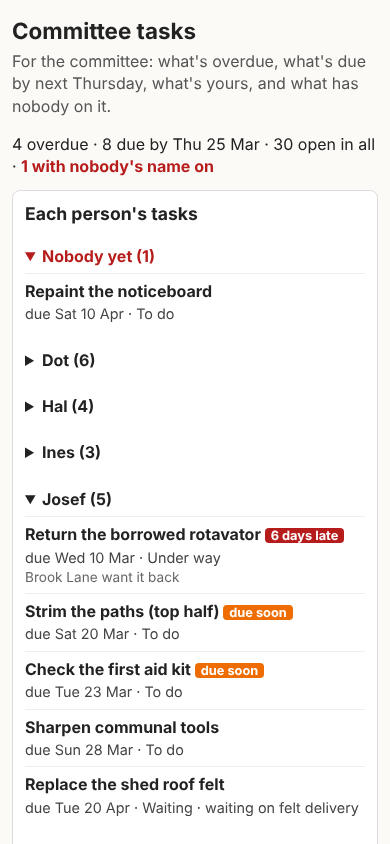 Committee tasks
For the committee: what's overdue, what's due
by next Thursday, what's yours, and what has
nobody on it.
4 overdue · 8 due by Thu 25 Mar · 30 open in all
· 1 with nobody's name on
Each person's tasks
▼ Nobody yet (1)
Repaint the noticeboard
due Sat 10 Apr · To do
▶ Dot (6)
▶ Hal (4)
▶ Ines (3)
▼ Josef (5)
Return the borrowed rotavator 6 days late
due Wed 10 Mar · Under way
Brook Lane want it back
Strim the paths (top half) due soon
due Sat 20 Mar · To do
Check the first aid kit due soon
due Tue 23 Mar · To do
Sharpen communal tools
due Sun 28 Mar · To do
Replace the shed roof felt
due Tue 20 Apr · Waiting · waiting on felt delivery